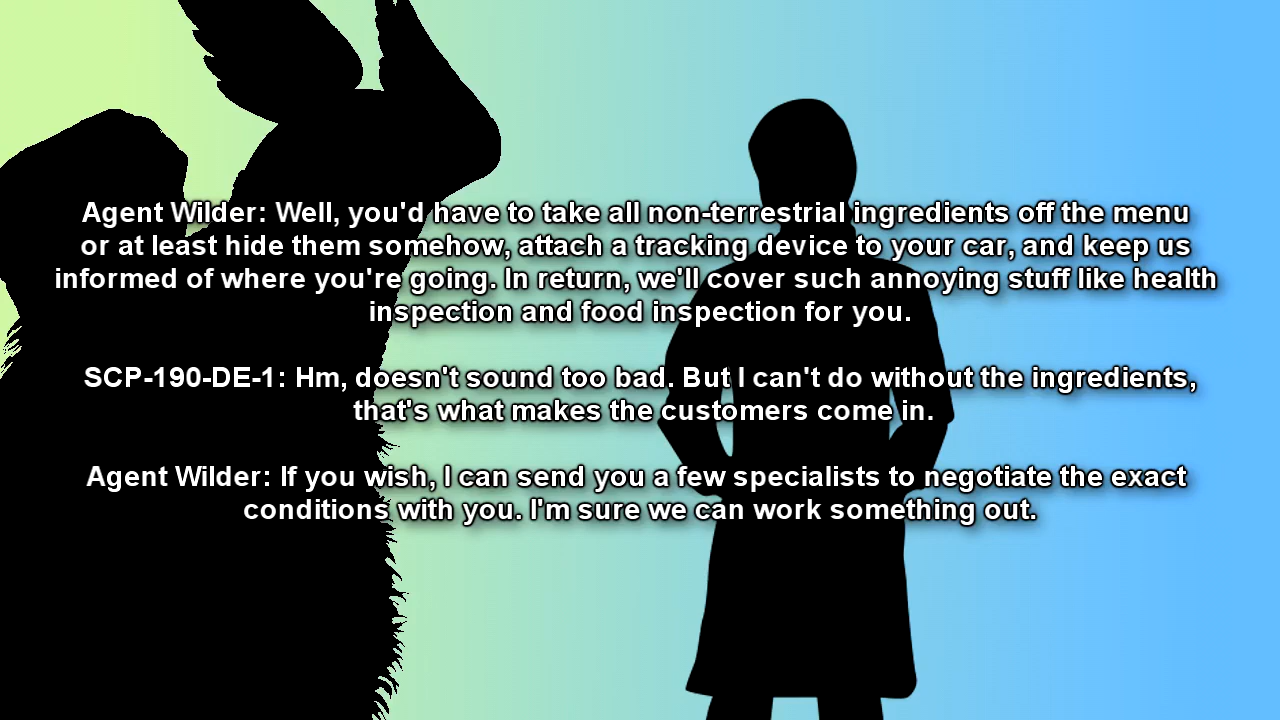 Agent Wilder: Well, you'd have to take all non-terrestrial ingredients off the menu
or at least hide them somehow, attach a tracking device to your car, and keep us
informed of where you're going. In return, we'll cover such annoying stuff like health
inspection and food inspection for you.
SCP-190-DE-1: Hm, doesn't sound too bad. But I can't do without the ingredients,
that's what makes the customers come in.
Agent Wilder: If you wish, I can send you a few specialists to negotiate the exact
conditions with you. I'm sure we can work something out.